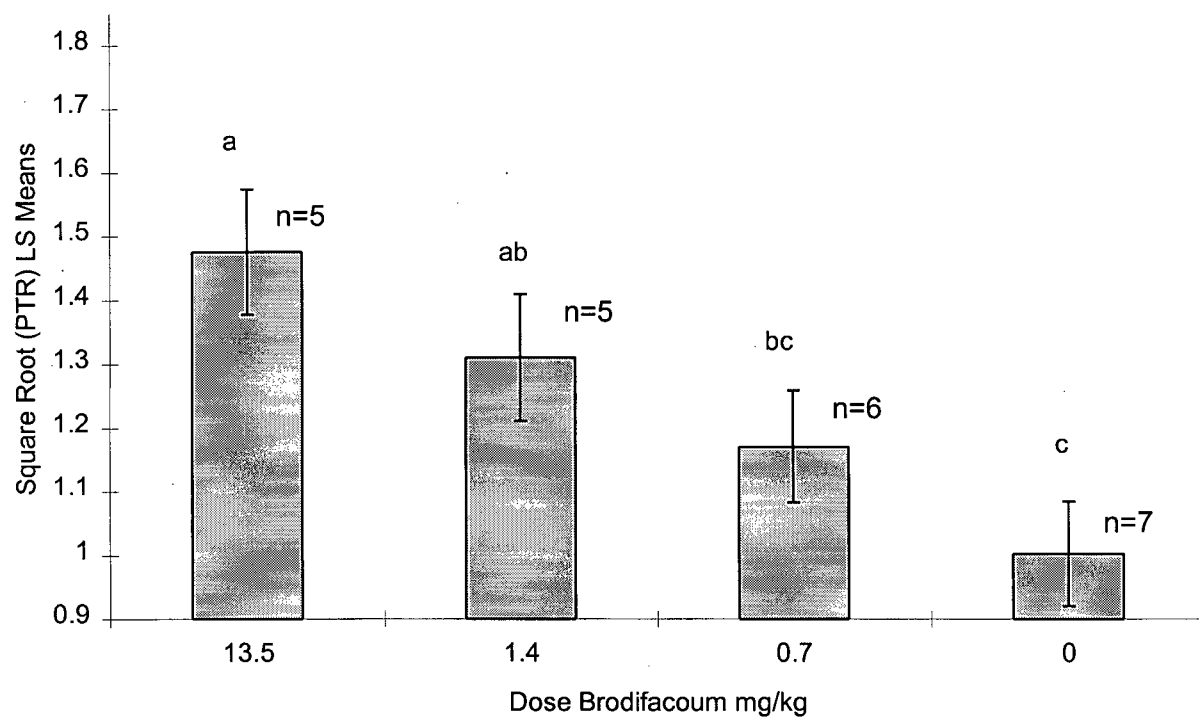 1.8
1.7
1.6
1.5
1.4
1.3
1.2
1.1
1
0.9
Square Root (PTR) LS Means
a
n=5
ab
n=5
bc
n=6
c
n=7
13.5
1.4
0.7
0
Dose Brodifacoum mg/kg